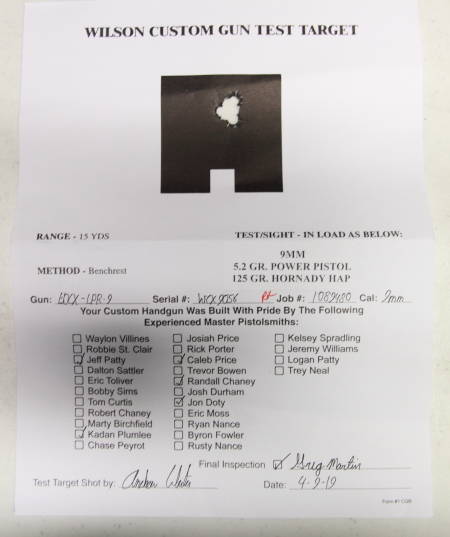 WILSON CUSTOM GUN TEST TARGET
RANGE - 15 YDS
TEST/SIGHT - IN LOAD AS BELOW:
9MM
5.2 GR. POWER PISTOL
METHOD - Benchrest
125 GR. HORNADY HAP
Gun: EDCX-LPR-9 Serial #: WCX9056 Job #: 1089480 Cal: 9mm
Your Custom Handgun Was Built With Pride By The Following
Experienced Master Pistolsmiths:
Waylon Villines
Robbie St. Clair
Jeff Patty
Dalton Sattler
Eric Toliver
Bobby Sims
Tom Curtis
Robert Chaney
Marty Birchfield
Kadan Plumlee
Chase Peyrot
Josiah Price
Rick Porter
Caleb Price
Trevor Bowen
Randall Chaney
Josh Durham
Jon Doty
Eric Moss
Ryan Nance
Byron Fowler
Rusty Nance
Kelsey Spradling
Jeremy Williams
Logan Patty
Trey Neal
Final Inspection Greg Martin
Test Target Shot by:
Date: 4-9-19
Form #1 CGB